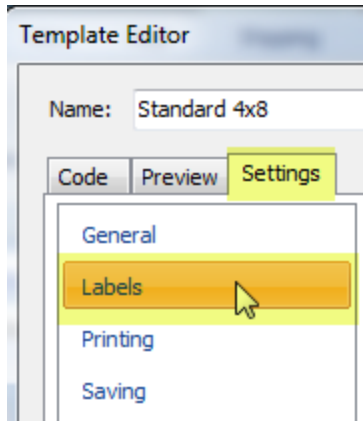 Template Editor
Name: Standard 4x8
Code Preview Settings
General
Labels
Printing
Saving